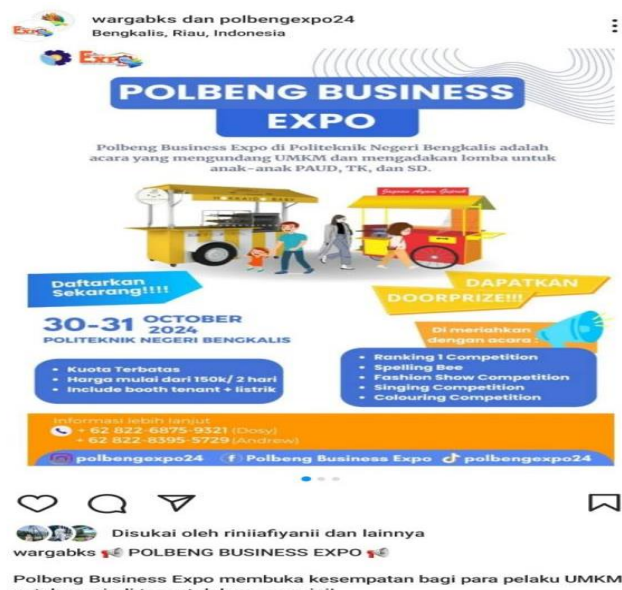 wargabks dan polbengexpo24
Bengkalis, Riau, Indonesia
EXPO
POLBENG BUSINESS
EXPO
Polbeng Business Expo di Politeknik Negeri Bengkalis adalah
acara yang mengundang UMKM dan mengadakan lomba untuk
anak-anak PAUD, TK, dan SD.
Daftarkan
Sekarang!!!!
30-31 OCTOBER
2024
POLITEKNIK NEGERI BENGKALIS
• Kuota Terbatas
• Harga mulai dari 150k/ 2 hari
• Include booth tenant + listrik
DAPATKAN
DOORPRIZE!!!
Di meriahkan
dengan acara :
• Ranking 1 Competition
• Spelling Bee
• Fashion Show Competition
• Singing Competition
• Colouring Competition
Informasi lebih lanjut
+ 62 822-6875-9321 (Dosy)
+ 62 822-8395-5729 (Andrew)
polbengexpo24 Polbeng Business Expo polbengexpo24
Disukai oleh riniiafiyanii dan lainnya
wargabks 📢 POLBENG BUSINESS EXPO 📢
Polbeng Business Expo membuka kesempatan bagi para pelaku UMKM